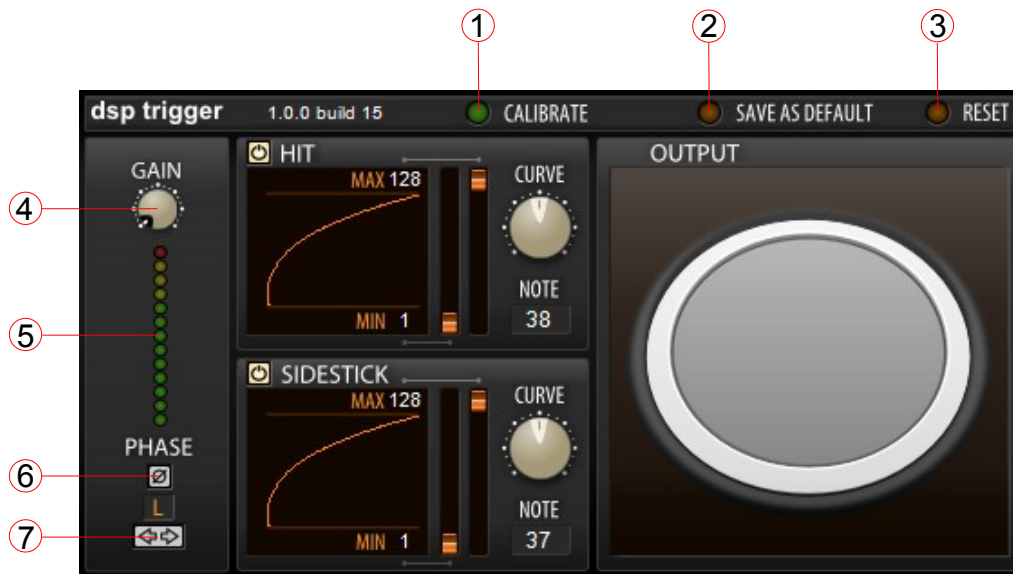 1 2 3
dsp trigger 1.0.0 build 15 CALIBRATE SAVE AS DEFAULT RESET
GAIN
4
5
PHASE
6
Ø
L
7
HIT
MAX 128
MIN 1
CURVE
NOTE
38
SIDESTICK
MAX 128
MIN 1
CURVE
NOTE
37
OUTPUT